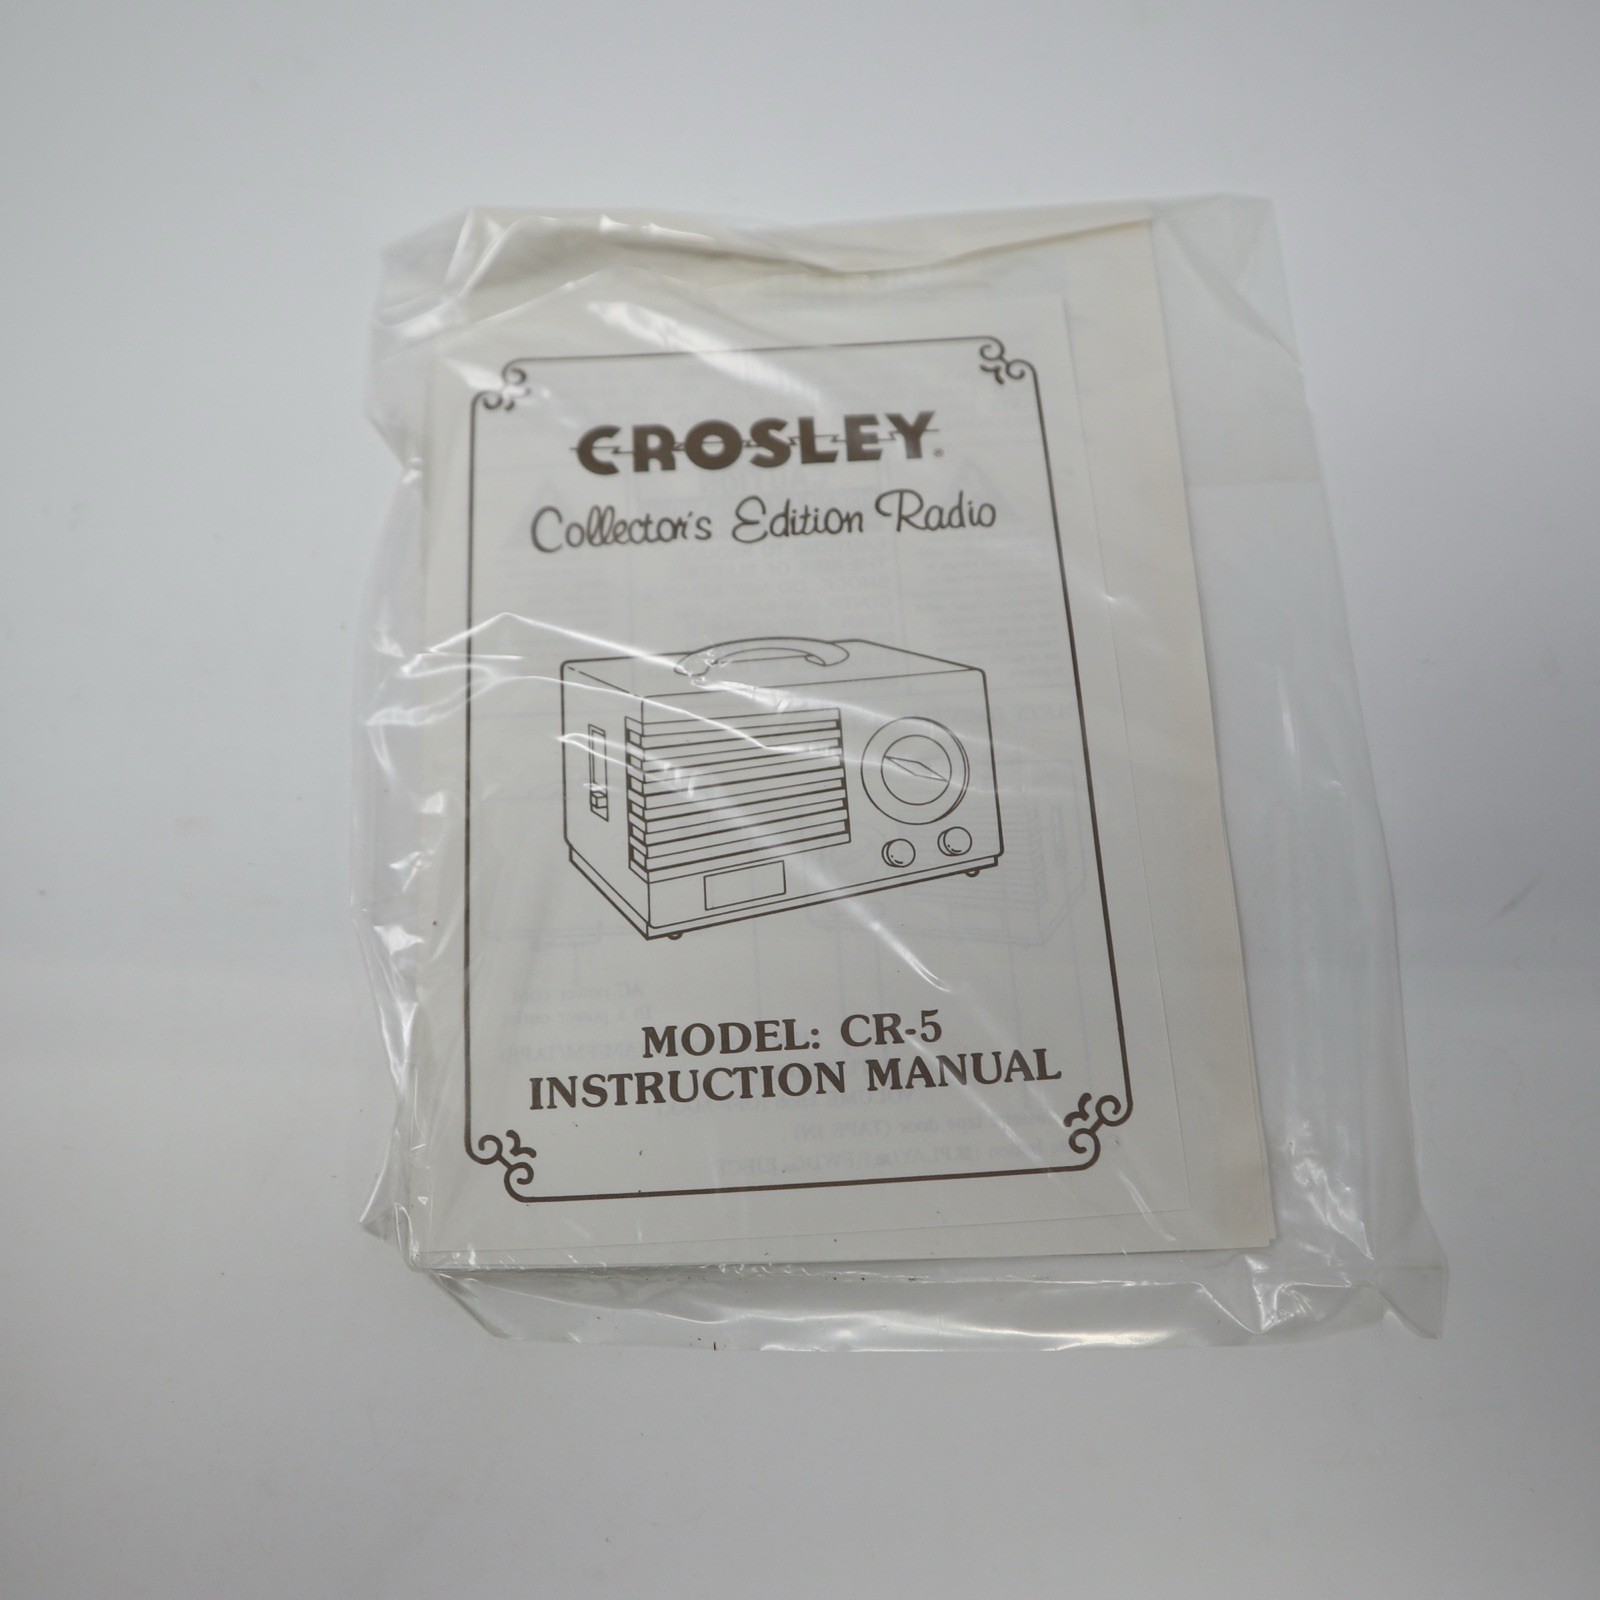 CROSLEY®
Collector's Edition Radio
MODEL: CR-5
INSTRUCTION MANUAL